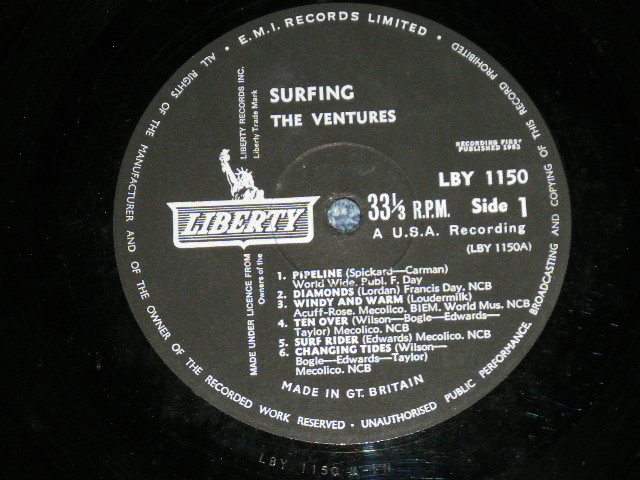 ALL RIGHTS OF THE MANUFACTURER AND OF THE OWNER OF THE RECORDED WORK RESERVED · UNAUTHORISED PUBLIC PERFORMANCE, BROADCASTING AND COPYING OF THIS RECORD PROHIBITED
· E.M.I. RECORDS LIMITED ·
LIBERTY RECORDS INC.
Liberty Trade Mark
SURFING
THE VENTURES
RECORDING FIRST
PUBLISHED 1963
LBY 1150
LIBERTY
33⅓ R.P.M. Side 1
A U.S.A. Recording
(LBY 1150A)
MADE UNDER LICENCE FROM
Owners of the
1. PIPELINE (Spickard—Carman)
World Wide. Publ. F. Day
2. DIAMONDS (Lordan) Francis Day. NCB
3. WINDY AND WARM (Loudermilk)
Acuff-Rose. Mecolico. BIEM. World Mus. NCB
4. TEN OVER (Wilson—Bogle—Edwards—
Taylor) Mecolico. NCB
5. SURF RIDER (Edwards) Mecolico. NCB
6. CHANGING TIDES (Wilson—
Bogle—Edwards—Taylor)
Mecolico. NCB
MADE IN GT. BRITAIN
LBY 1150